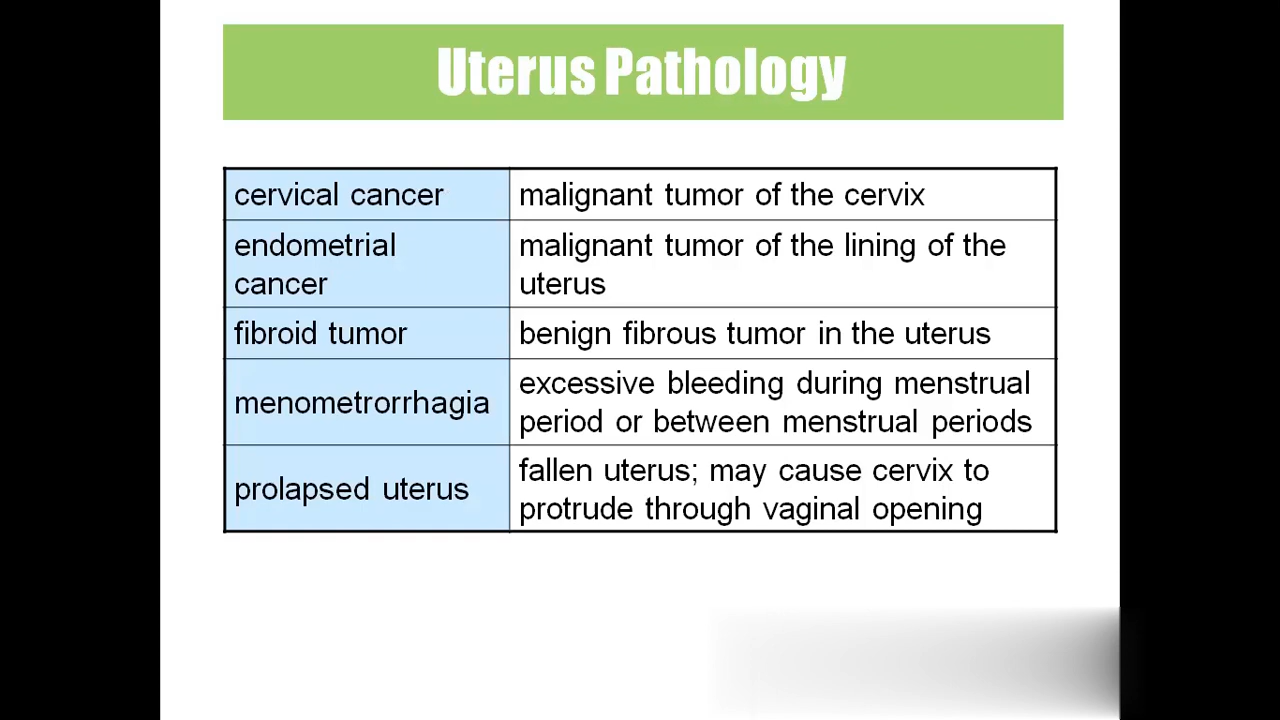 Uterus Pathology
cervical cancer
malignant tumor of the cervix
endometrial
cancer
malignant tumor of the lining of the
uterus
fibroid tumor
benign fibrous tumor in the uterus
menometrorrhagia
excessive bleeding during menstrual
period or between menstrual periods
prolapsed uterus
fallen uterus; may cause cervix to
protrude through vaginal opening